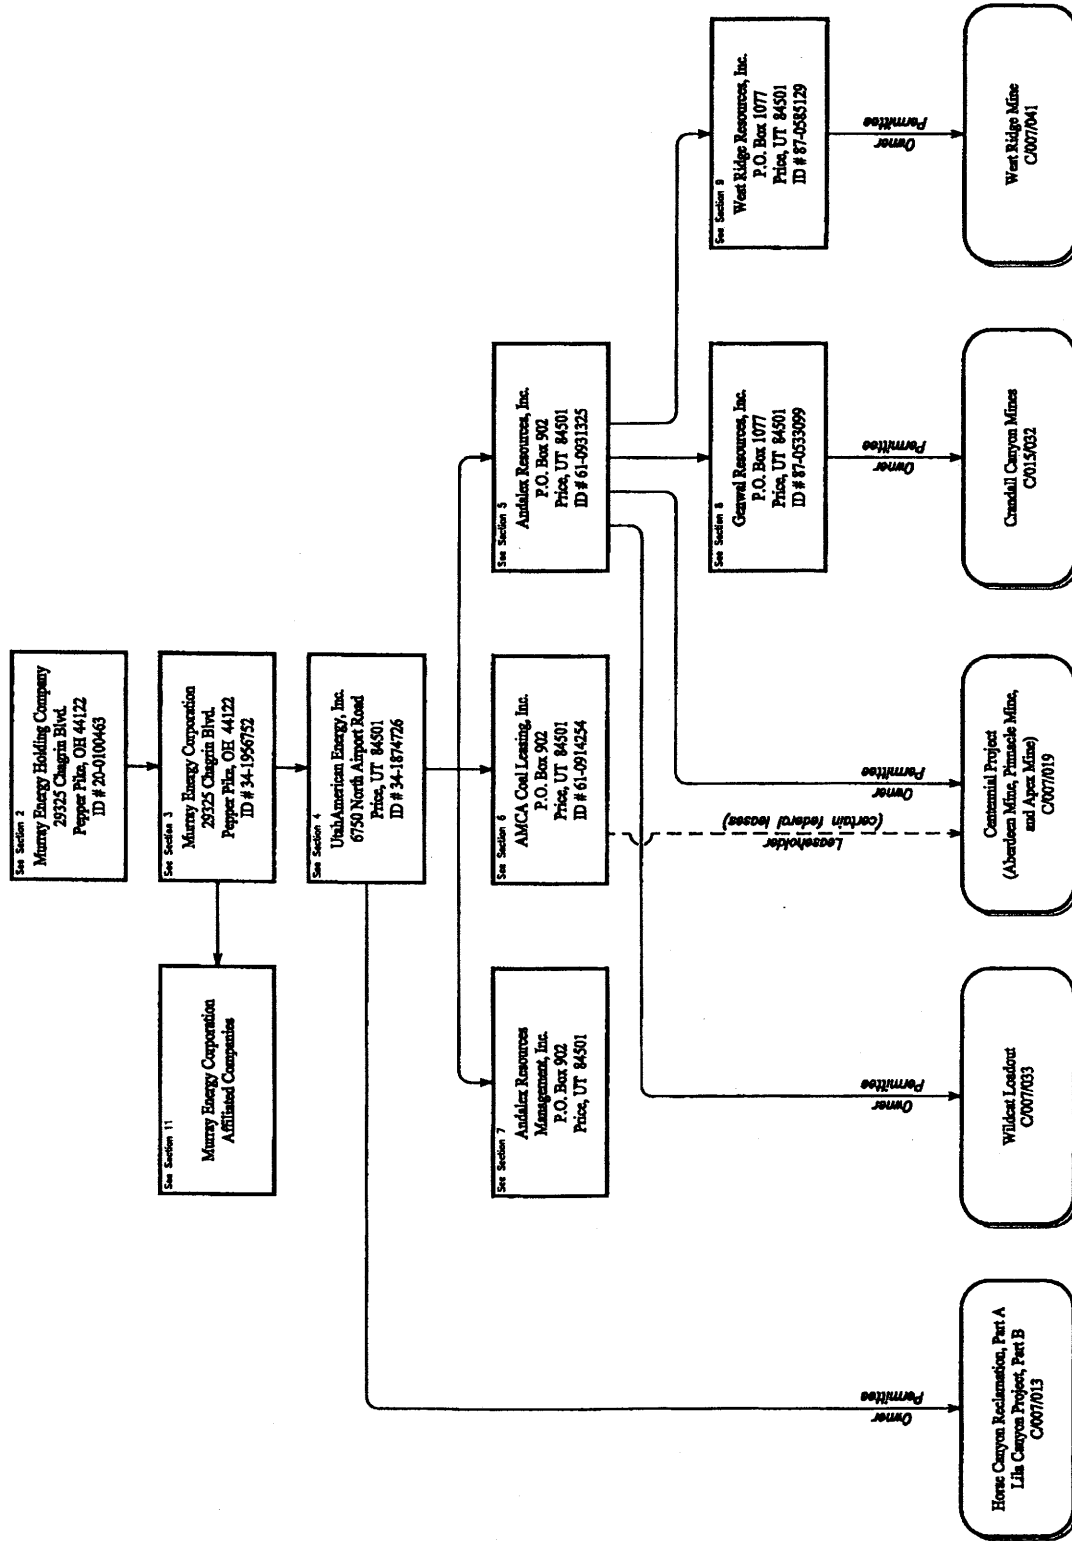 See Section 2
Murray Energy Holding Company
29325 Chagrin Blvd.
Pepper Pike, OH 44122
ID # 20-0100463
See Section 11
Murray Energy Corporation
Affiliated Companies
See Section 3
Murray Energy Corporation
29325 Chagrin Blvd.
Pepper Pike, OH 44122
ID # 34-1956752
See Section 4
UtahAmerican Energy, Inc.
6750 North Airport Road
Price, UT 84501
ID # 34-1874726
See Section 7
Andalex Resources
Management, Inc.
P.O. Box 902
Price, UT 84501
See Section 6
AMCA Coal Leasing, Inc.
P.O. Box 902
Price, UT 84501
ID # 61-0914254
See Section 5
Andalex Resources, Inc.
P.O. Box 902
Price, UT 84501
ID # 61-0931325
See Section 8
Genwal Resources, Inc.
P.O. Box 1077
Price, UT 84501
ID # 87-0533099
See Section 9
West Ridge Resources, Inc.
P.O. Box 1077
Price, UT 84501
ID # 87-0585129
Owner
Permittee
Owner
Permittee
Leaseholder
(certain federal leases)
Owner
Permittee
Owner
Permittee
Owner
Permittee
Horse Canyon Reclamation, Part A
Lila Canyon Project, Part B
C/007/013
Wildcat Loadout
C/007/033
Centennial Project
(Aberdeen Mine, Pinnacle Mine,
and Apex Mine)
C/007/019
Crandall Canyon Mines
C/015/032
West Ridge Mine
C/007/041